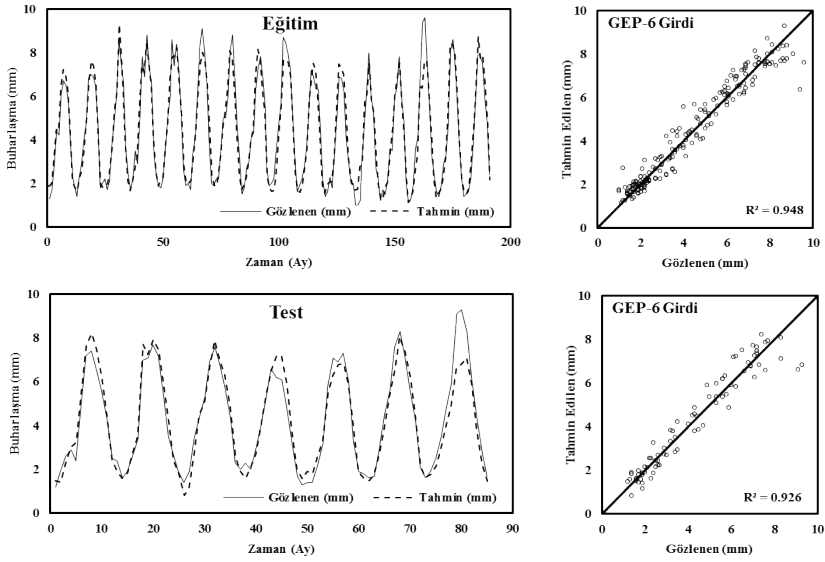 Eğitim
Buharlaşma (mm)
10
8
6
4
2
0
Gözlenen (mm) Tahmin (mm)
0 50 100 150 200
Zaman (Ay)
GEP-6 Girdi
Tahmin Edilen (mm)
10
8
6
4
2
0
R² = 0.948
0 2 4 6 8 10
Gözlenen (mm)
Test
Buharlaşma (mm)
10
8
6
4
2
0
Gözlenen (mm) Tahmin (mm)
0 10 20 30 40 50 60 70 80 90
Zaman (Ay)
GEP-6 Girdi
Tahmin Edilen (mm)
10
8
6
4
2
0
R² = 0.926
0 2 4 6 8 10
Gözlenen (mm)